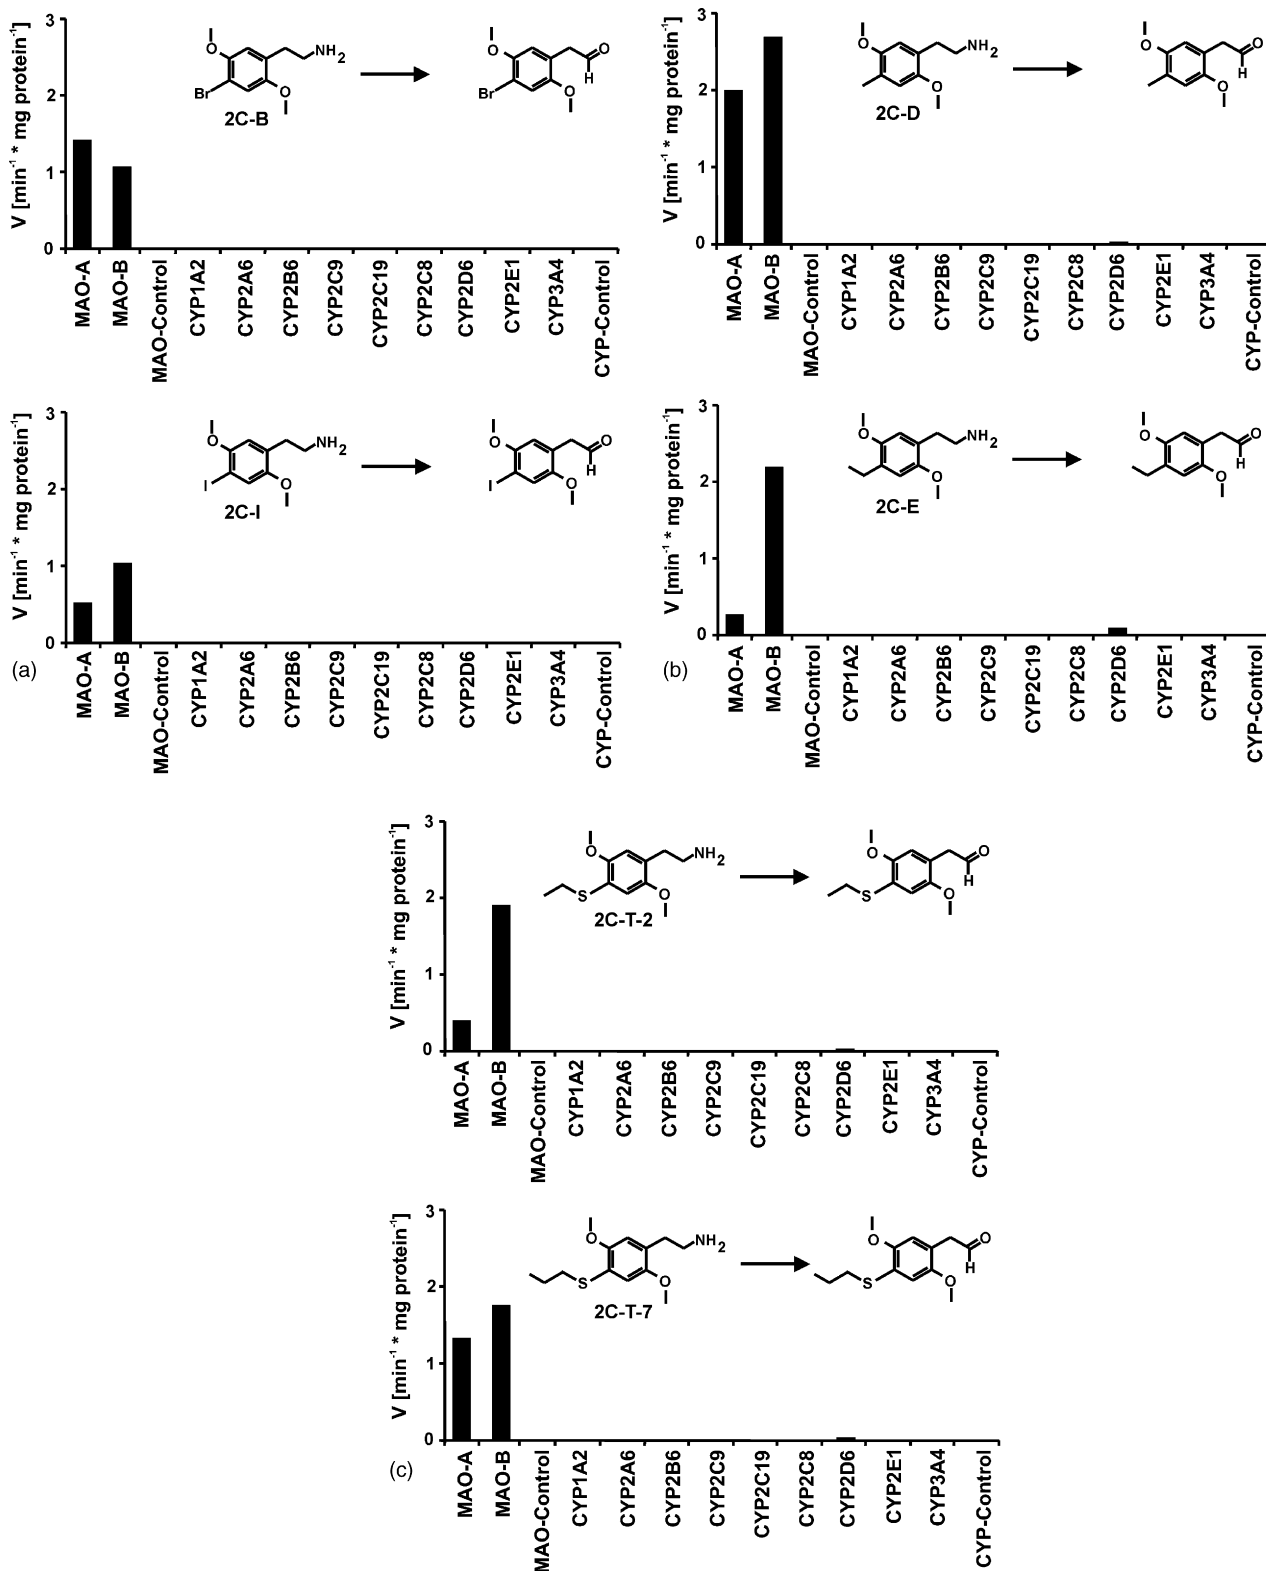 3
2
1
0
V [min⁻¹ * mg protein⁻¹]
O
NH2
Br
O
2C-B
O
O
H
Br
O
MAO-A
MAO-B
MAO-Control
CYP1A2
CYP2A6
CYP2B6
CYP2C9
CYP2C19
CYP2C8
CYP2D6
CYP2E1
CYP3A4
CYP-Control
3
2
1
0
V [min⁻¹ * mg protein⁻¹]
O
NH2
O
2C-D
O
O
H
O
MAO-A
MAO-B
MAO-Control
CYP1A2
CYP2A6
CYP2B6
CYP2C9
CYP2C19
CYP2C8
CYP2D6
CYP2E1
CYP3A4
CYP-Control
3
2
1
0
V [min⁻¹ * mg protein⁻¹]
O
NH2
I
O
2C-I
O
O
H
I
O
(a)
MAO-A
MAO-B
MAO-Control
CYP1A2
CYP2A6
CYP2B6
CYP2C9
CYP2C19
CYP2C8
CYP2D6
CYP2E1
CYP3A4
CYP-Control
3
2
1
0
V [min⁻¹ * mg protein⁻¹]
O
NH2
O
2C-E
O
O
H
O
(b)
MAO-A
MAO-B
MAO-Control
CYP1A2
CYP2A6
CYP2B6
CYP2C9
CYP2C19
CYP2C8
CYP2D6
CYP2E1
CYP3A4
CYP-Control
3
2
1
0
V [min⁻¹ * mg protein⁻¹]
O
NH2
S
O
2C-T-2
O
O
H
S
O
MAO-A
MAO-B
MAO-Control
CYP1A2
CYP2A6
CYP2B6
CYP2C9
CYP2C19
CYP2C8
CYP2D6
CYP2E1
CYP3A4
CYP-Control
3
2
1
0
V [min⁻¹ * mg protein⁻¹]
O
NH2
S
O
2C-T-7
O
O
H
S
O
(c)
MAO-A
MAO-B
MAO-Control
CYP1A2
CYP2A6
CYP2B6
CYP2C9
CYP2C19
CYP2C8
CYP2D6
CYP2E1
CYP3A4
CYP-Control